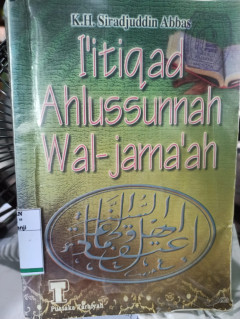 K.H. Siradjuddin Abbas
I'itiqad
Ahlussunnah
Wal-jama'ah
Pustaka Tarbiyah